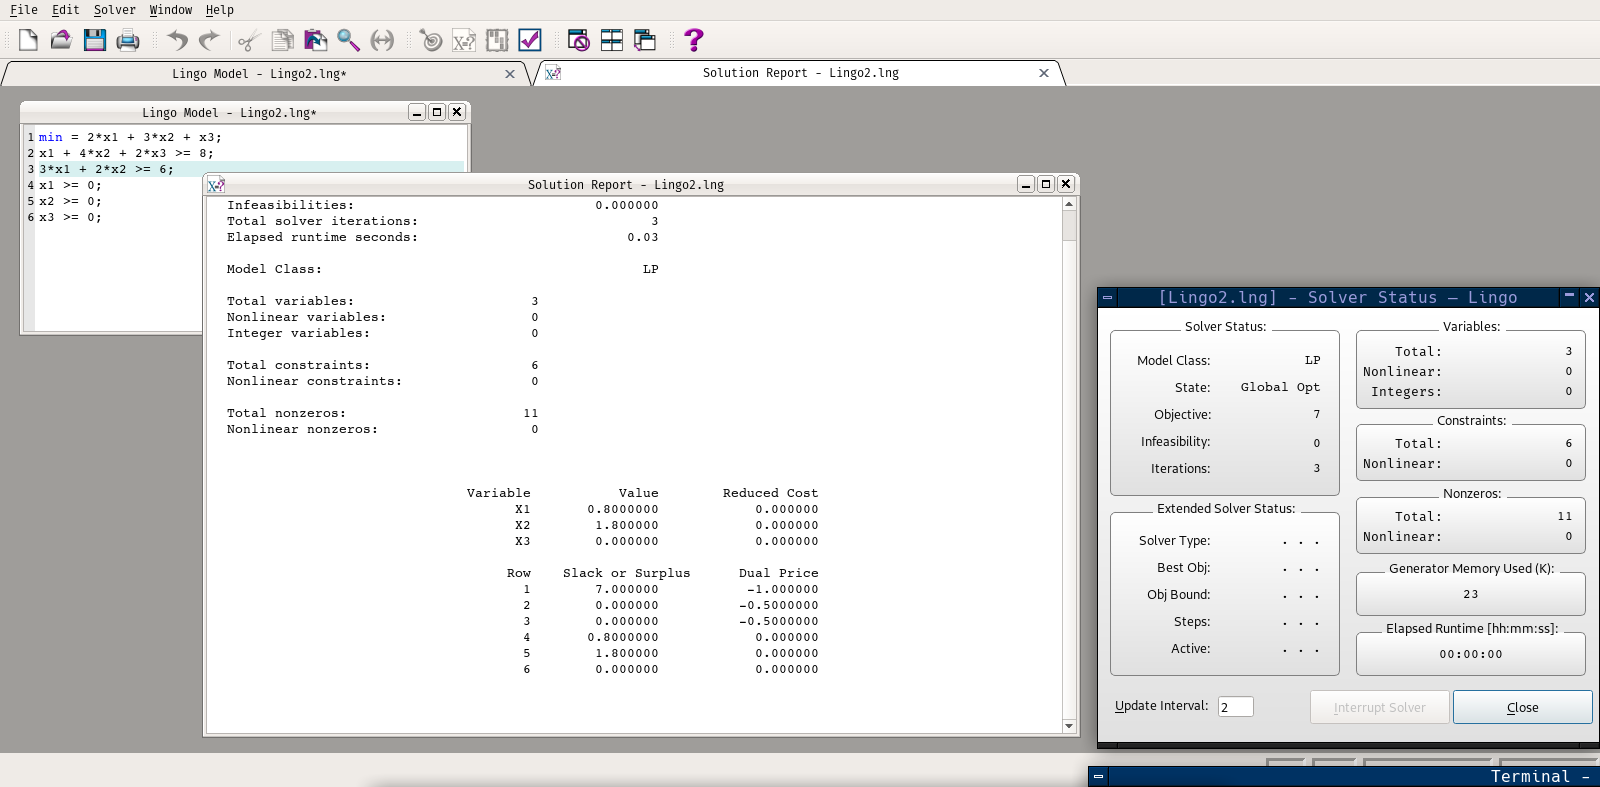 File Edit Solver Window Help
Lingo Model - Lingo2.lng*
Solution Report - Lingo2.lng
Lingo Model - Lingo2.lng*
1 min = 2*x1 + 3*x2 + x3;
2 x1 + 4*x2 + 2*x3 >= 8;
3 3*x1 + 2*x2 >= 6;
4 x1 >= 0;
5 x2 >= 0;
6 x3 >= 0;
Solution Report - Lingo2.lng
Infeasibilities: 0.000000
Total solver iterations: 3
Elapsed runtime seconds: 0.03
Model Class: LP
Total variables: 3
Nonlinear variables: 0
Integer variables: 0
Total constraints: 6
Nonlinear constraints: 0
Total nonzeros: 11
Nonlinear nonzeros: 0
Variable Value Reduced Cost
X1 0.8000000 0.000000
X2 1.800000 0.000000
X3 0.000000 0.000000
Row Slack or Surplus Dual Price
1 7.000000 -1.000000
2 0.000000 -0.5000000
3 0.000000 -0.5000000
4 0.8000000 0.000000
5 1.800000 0.000000
6 0.000000 0.000000
[Lingo2.lng] - Solver Status — Lingo
Solver Status:
Model Class: LP
State: Global Opt
Objective: 7
Infeasibility: 0
Iterations: 3
Extended Solver Status:
Solver Type: . . .
Best Obj: . . .
Obj Bound: . . .
Steps: . . .
Active: . . .
Variables:
Total: 3
Nonlinear: 0
Integers: 0
Constraints:
Total: 6
Nonlinear: 0
Nonzeros:
Total: 11
Nonlinear: 0
Generator Memory Used (K):
23
Elapsed Runtime [hh:mm:ss]:
00:00:00
Update Interval: 2
Interrupt Solver
Close
Terminal -